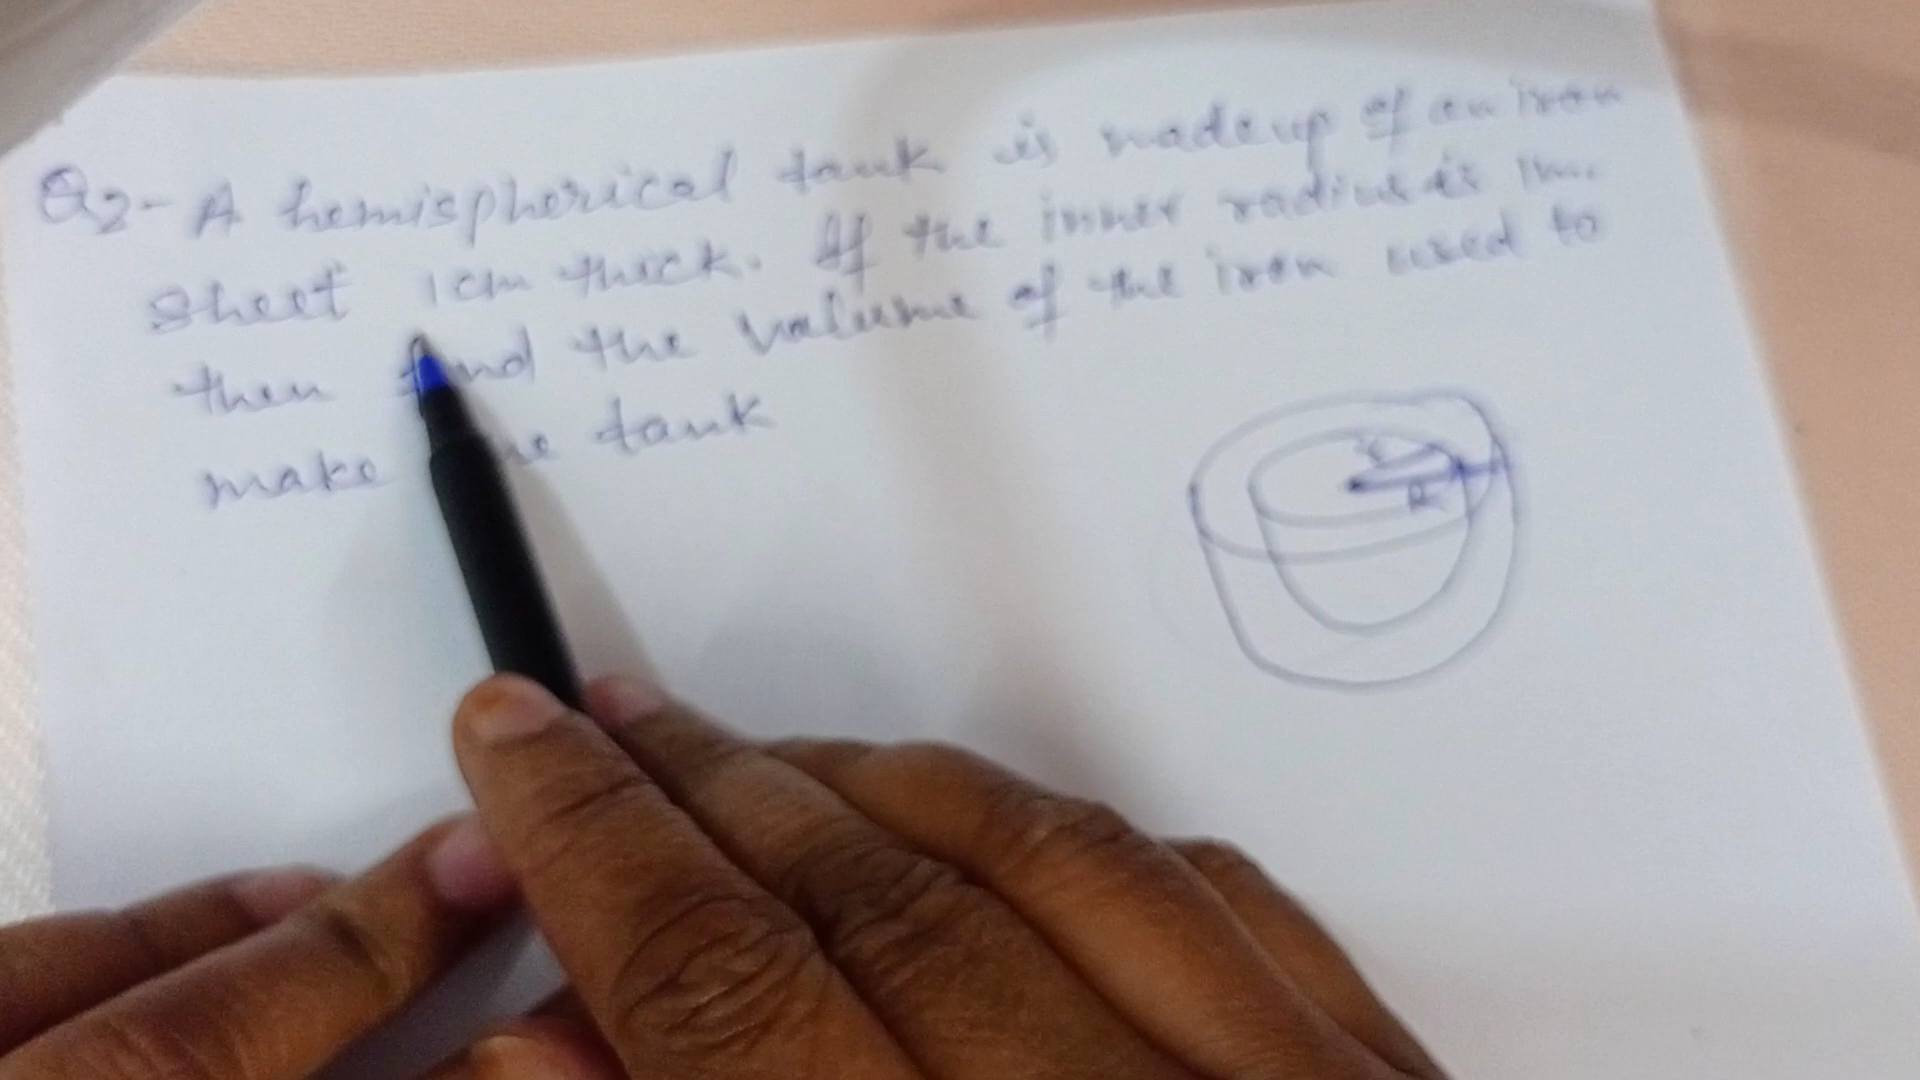 Q2- A hemispherical tank is made up of an iron
sheet 1cm thick. If the inner radius is 1m.
then find the volume of the iron used to
make the tank
r
R